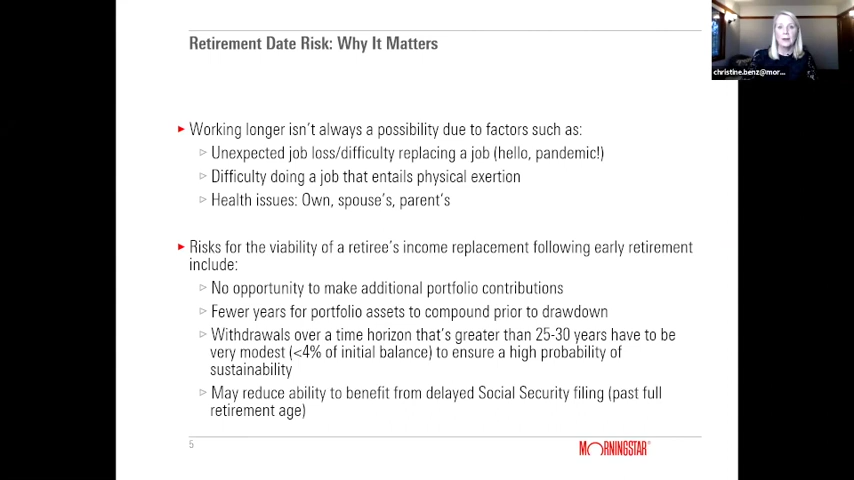 Retirement Date Risk: Why It Matters
christine.benz@mor...
Working longer isn't always a possibility due to factors such as:
Unexpected job loss/difficulty replacing a job (hello, pandemic!)
Difficulty doing a job that entails physical exertion
Health issues: Own, spouse's, parent's
Risks for the viability of a retiree's income replacement following early retirement
include:
No opportunity to make additional portfolio contributions
Fewer years for portfolio assets to compound prior to drawdown
Withdrawals over a time horizon that's greater than 25-30 years have to be
very modest (<4% of initial balance) to ensure a high probability of
sustainability
May reduce ability to benefit from delayed Social Security filing (past full
retirement age)
5
MORNINGSTAR®